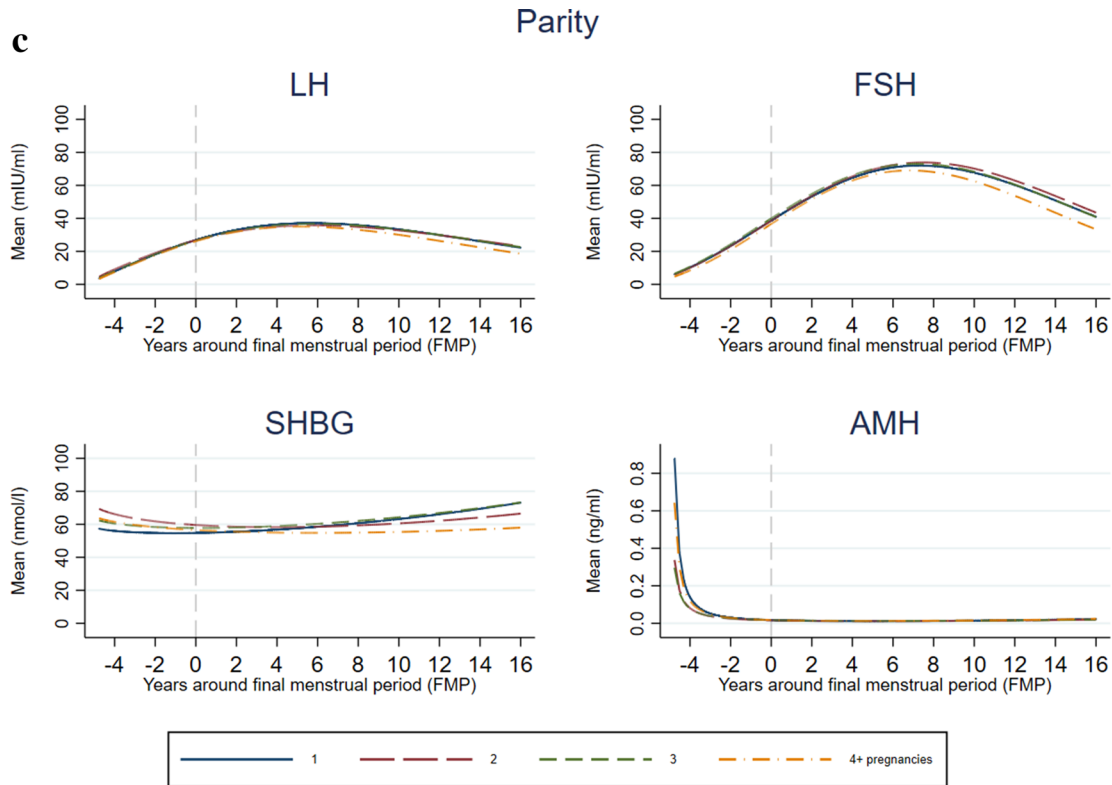 c
Parity
LH
Mean (mIU/ml)
100
80
60
40
20
0
-4 -2 0 2 4 6 8 10 12 14 16
Years around final menstrual period (FMP)
FSH
Mean (mIU/ml)
100
80
60
40
20
0
-4 -2 0 2 4 6 8 10 12 14 16
Years around final menstrual period (FMP)
SHBG
Mean (nmol/l)
100
80
60
40
20
0
-4 -2 0 2 4 6 8 10 12 14 16
Years around final menstrual period (FMP)
AMH
Mean (ng/ml)
0.8
0.6
0.4
0.2
0.0
-4 -2 0 2 4 6 8 10 12 14 16
Years around final menstrual period (FMP)
1 2 3 4+ pregnancies